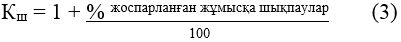 Кш = 1 + % жоспарланған жұмысқа шықпаулар / 100 (3)